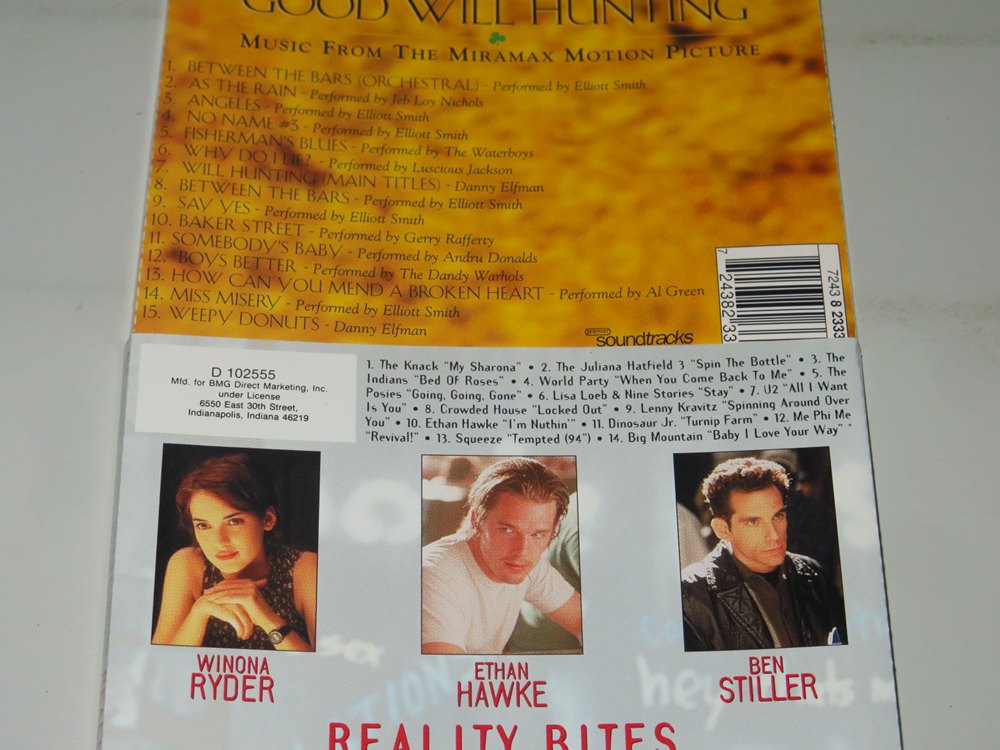 GOOD WILL HUNTING
MUSIC FROM THE MIRAMAX MOTION PICTURE
1. BETWEEN THE BARS (ORCHESTRAL) - Performed by Elliott Smith
2. AS THE RAIN - Performed by Jeb Loy Nichols
3. ANGELES - Performed by Elliott Smith
4. NO NAME #3 - Performed by Elliott Smith
5. FISHERMAN'S BLUES - Performed by The Waterboys
6. WHY DO I LIE? - Performed by Luscious Jackson
7. WILL HUNTING (MAIN TITLES) - Danny Elfman
8. BETWEEN THE BARS - Performed by Elliott Smith
9. SAY YES - Performed by Elliott Smith
10. BAKER STREET - Performed by Gerry Rafferty
11. SOMEBODY'S BABY - Performed by Andru Donalds
12. BOYS BETTER - Performed by The Dandy Warhols
13. HOW CAN YOU MEND A BROKEN HEART - Performed by Al Green
14. MISS MISERY - Performed by Elliott Smith
15. WEEPY DONUTS - Danny Elfman
7 24382 33
7243 8 2333
soundtracks
D 102555
Mfd. for BMG Direct Marketing, Inc.
under License
6550 East 30th Street,
Indianapolis, Indiana 46219
1. The Knack "My Sharona" • 2. The Juliana Hatfield 3 "Spin The Bottle" • 3. The
Indians "Bed Of Roses" • 4. World Party "When You Come Back To Me" • 5. The
Posies "Going, Going, Gone" • 6. Lisa Loeb & Nine Stories "Stay" • 7. U2 "All I Want
Is You" • 8. Crowded House "Locked Out" • 9. Lenny Kravitz "Spinning Around Over
You" • 10. Ethan Hawke "I'm Nuthin'" • 11. Dinosaur Jr. "Turnip Farm" • 12. Me Phi Me
"Revival!" • 13. Squeeze "Tempted (94")  • 14. Big Mountain "Baby I Love Your Way" •
WINONA
RYDER
ETHAN
HAWKE
BEN
STILLER
hey
REALITY BITES